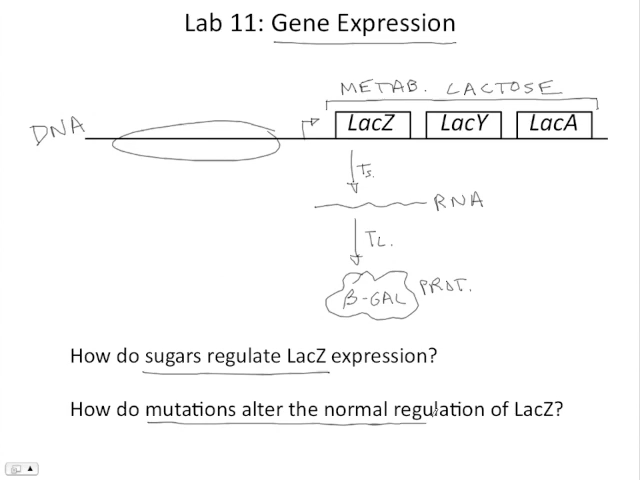 Lab 11: Gene Expression
METAB. LACTOSE
DNA
LacZ LacY LacA
Ts.
RNA
TL.
β-GAL PROT.
How do sugars regulate LacZ expression?
How do mutations alter the normal regulation of LacZ?